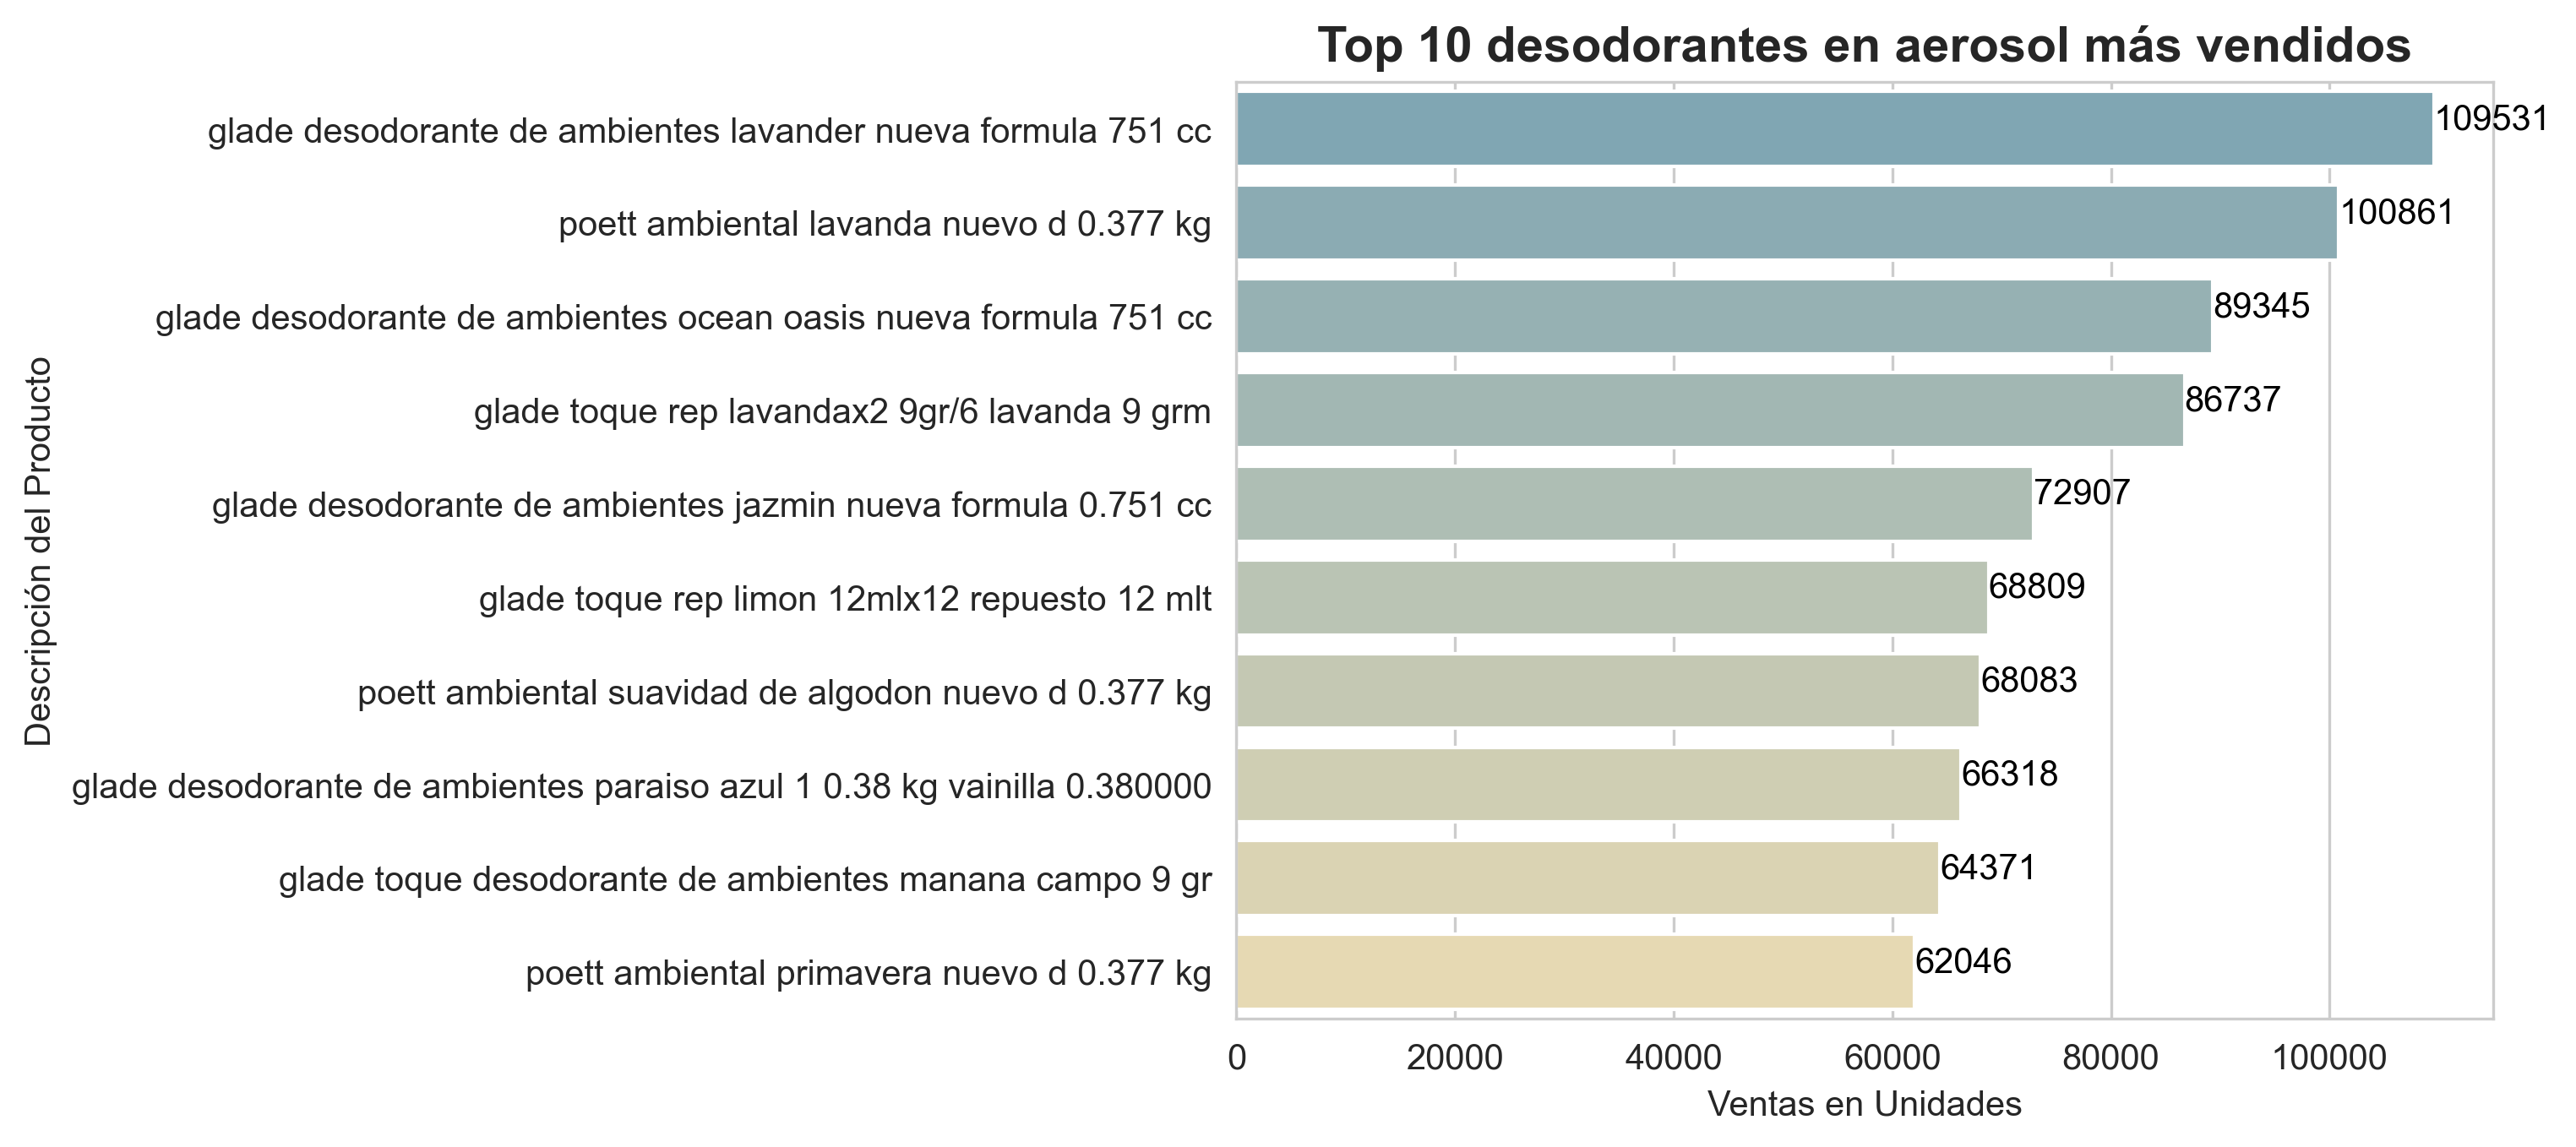 Top 10 desodorantes en aerosol más vendidos
Descripción del Producto
glade desodorante de ambientes lavander nueva formula 751 cc 109531
poett ambiental lavanda nuevo d 0.377 kg 100861
glade desodorante de ambientes ocean oasis nueva formula 751 cc 89345
glade toque rep lavandax2 9gr/6 lavanda 9 grm 86737
glade desodorante de ambientes jazmin nueva formula 0.751 cc 72907
glade toque rep limon 12mlx12 repuesto 12 mlt 68809
poett ambiental suavidad de algodon nuevo d 0.377 kg 68083
glade desodorante de ambientes paraiso azul 1 0.38 kg vainilla 0.380000 66318
glade toque desodorante de ambientes manana campo 9 gr 64371
poett ambiental primavera nuevo d 0.377 kg 62046
0 20000 40000 60000 80000 100000
Ventas en Unidades